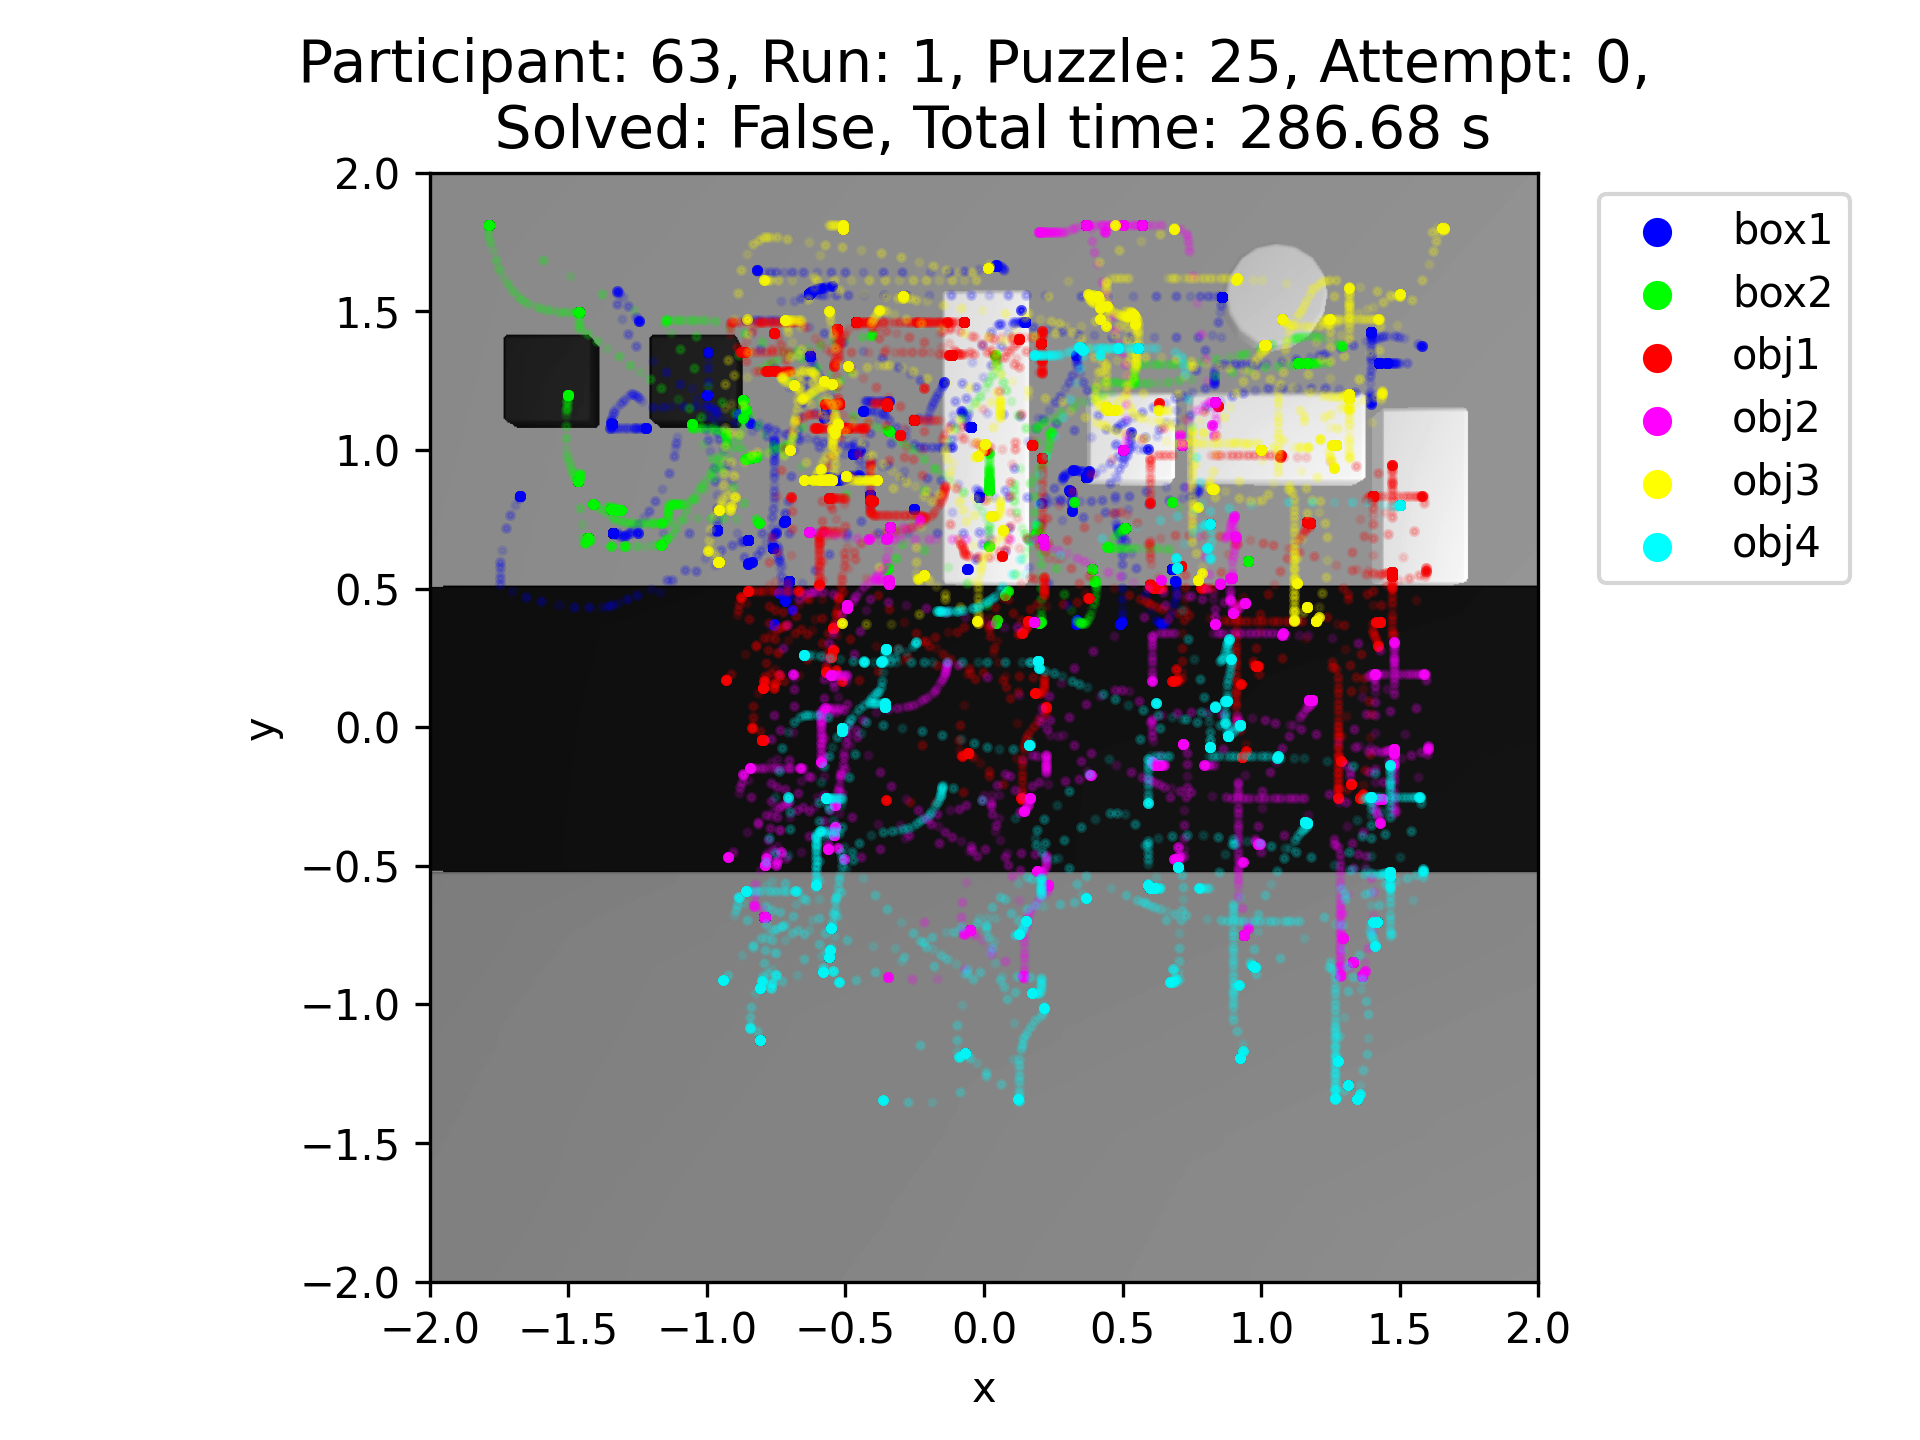 Participant: 63, Run: 1, Puzzle: 25, Attempt: 0,
Solved: False, Total time: 286.68 s
2.0
1.5
1.0
0.5
0.0
−0.5
−1.0
−1.5
−2.0
y
−2.0 −1.5 −1.0 −0.5 0.0 0.5 1.0 1.5 2.0
x
box1
box2
obj1
obj2
obj3
obj4